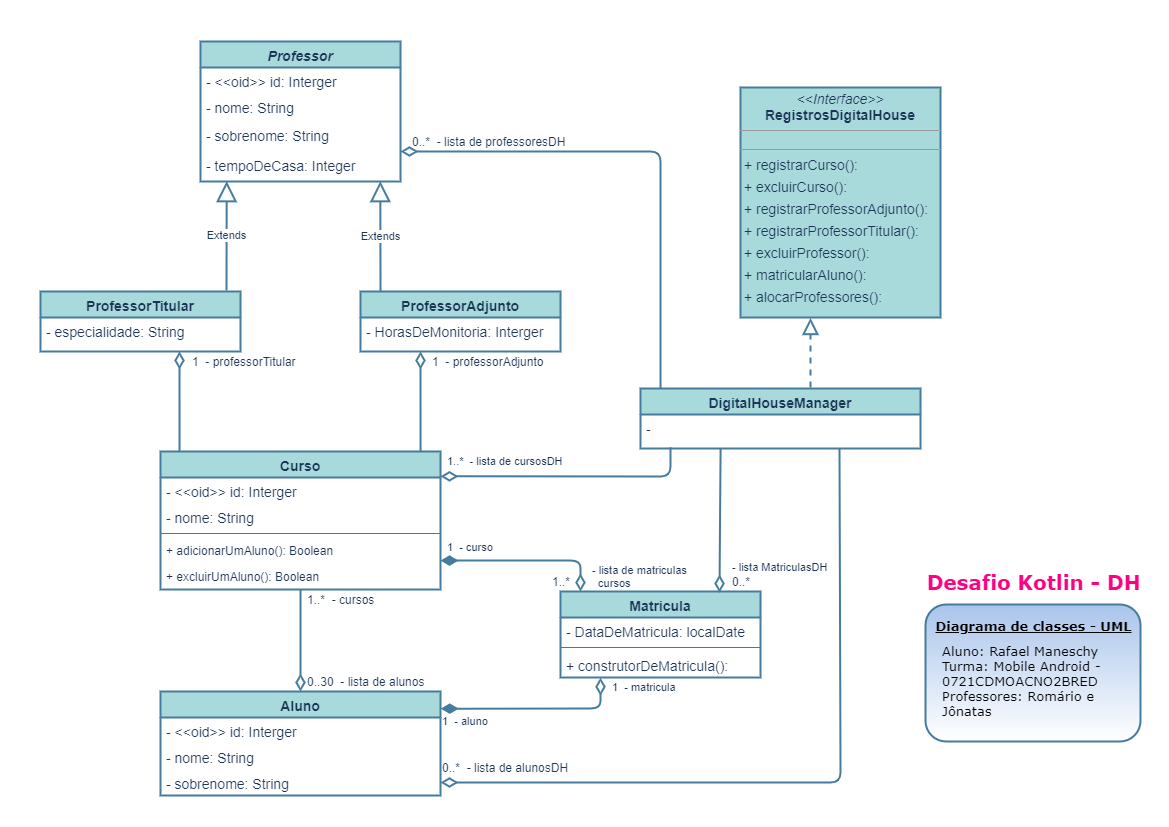 Professor
- <<oid>> id: Interger
- nome: String
- sobrenome: String
- tempoDeCasa: Integer
0..* - lista de professoresDH
<<Interface>>
RegistrosDigitalHouse
+ registrarCurso():
+ excluirCurso():
+ registrarProfessorAdjunto():
+ registrarProfessorTitular():
+ excluirProfessor():
+ matricularAluno():
+ alocarProfessores():
Extends
Extends
ProfessorTitular
- especialidade: String
ProfessorAdjunto
- HorasDeMonitoria: Interger
1 - professorTitular
1 - professorAdjunto
DigitalHouseManager
-
Curso
- <<oid>> id: Interger
- nome: String
+ adicionarUmAluno(): Boolean
+ excluirUmAluno(): Boolean
1..* - lista de cursosDH
1 - curso
1..*
- lista de matriculas
cursos
- lista MatriculasDH
0..*
1..* - cursos
Matricula
- DataDeMatricula: localDate
+ construtorDeMatricula():
0..30 - lista de alunos
1 - matricula
1 - aluno
Aluno
- <<oid>> id: Interger
- nome: String
- sobrenome: String
0..* - lista de alunosDH
Desafio Kotlin - DH
Diagrama de classes - UML
Aluno: Rafael Maneschy
Turma: Mobile Android -
0721CDMOACNO2BRED
Professores: Romário e
Jônatas